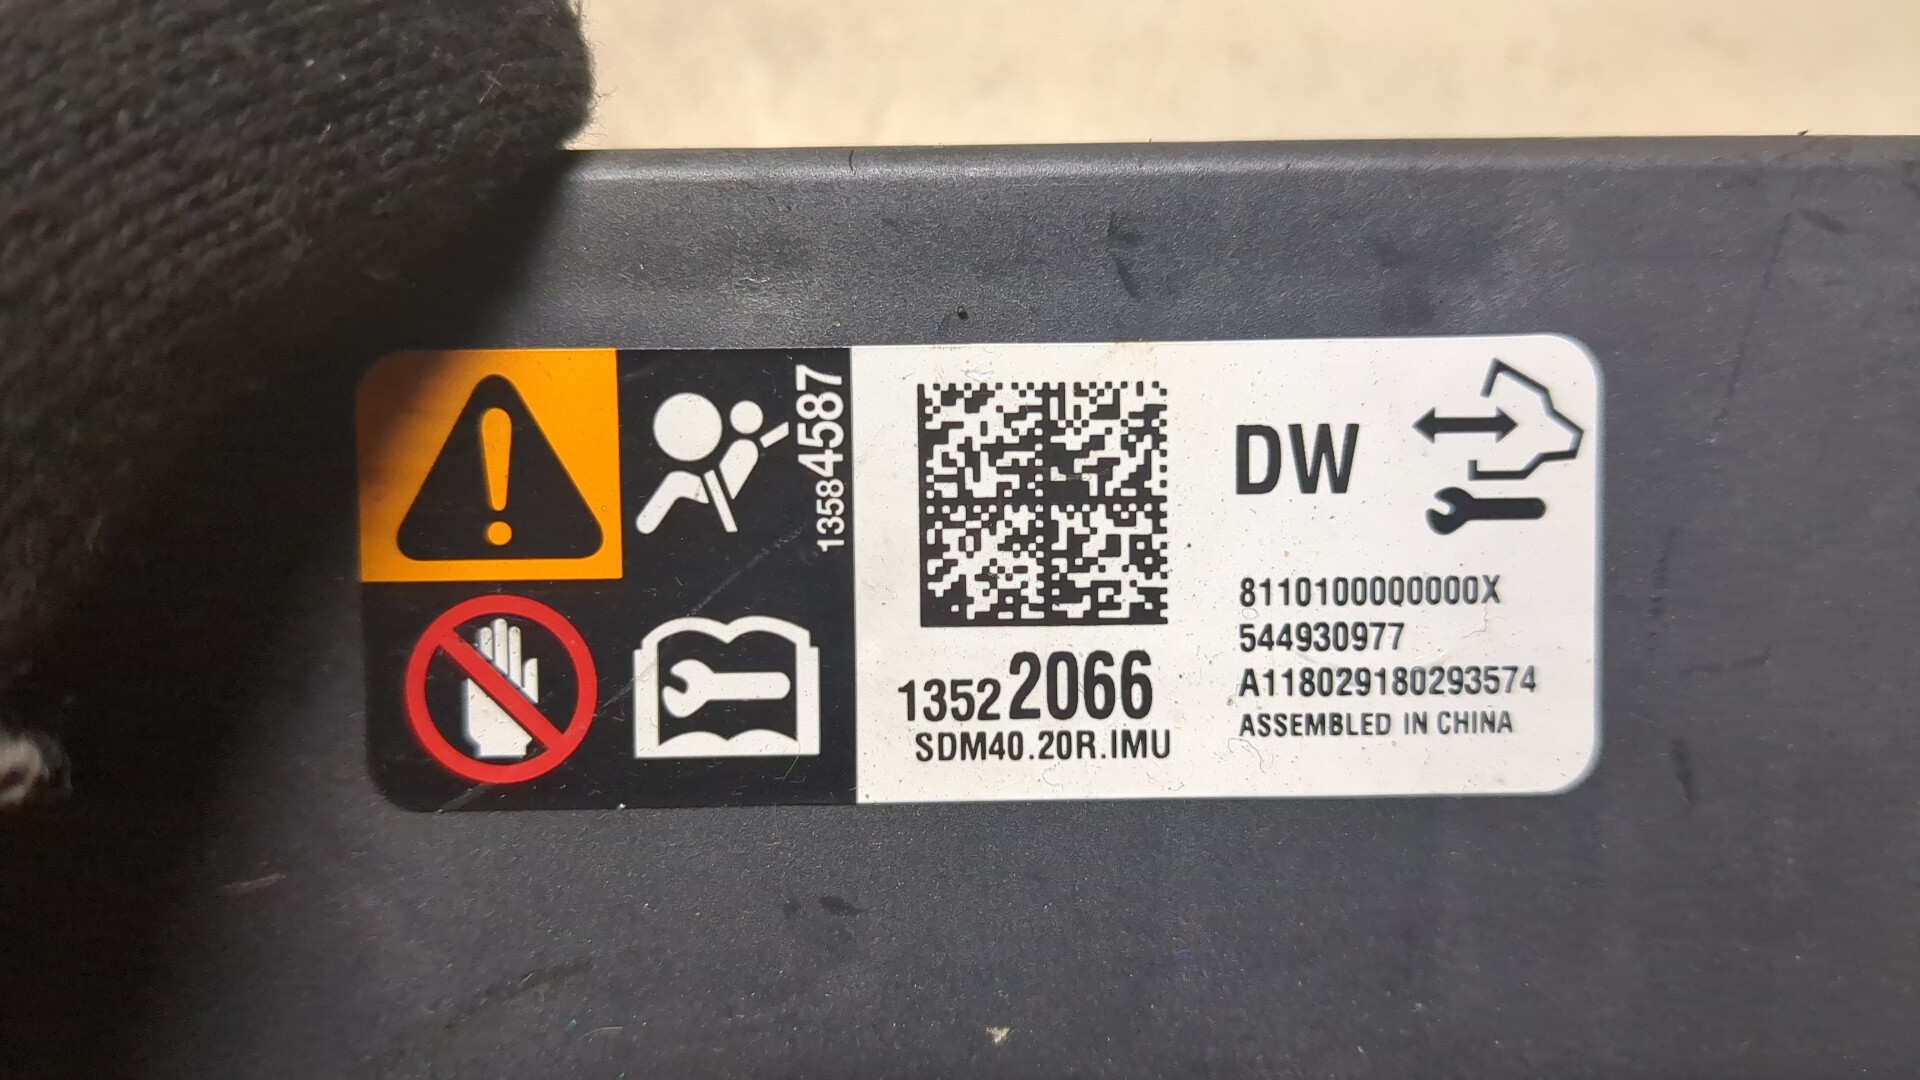 13584587
DW
13522066
SDM40.20R.IMU
8110100000000X
544930977
A118029180293574
ASSEMBLED IN CHINA